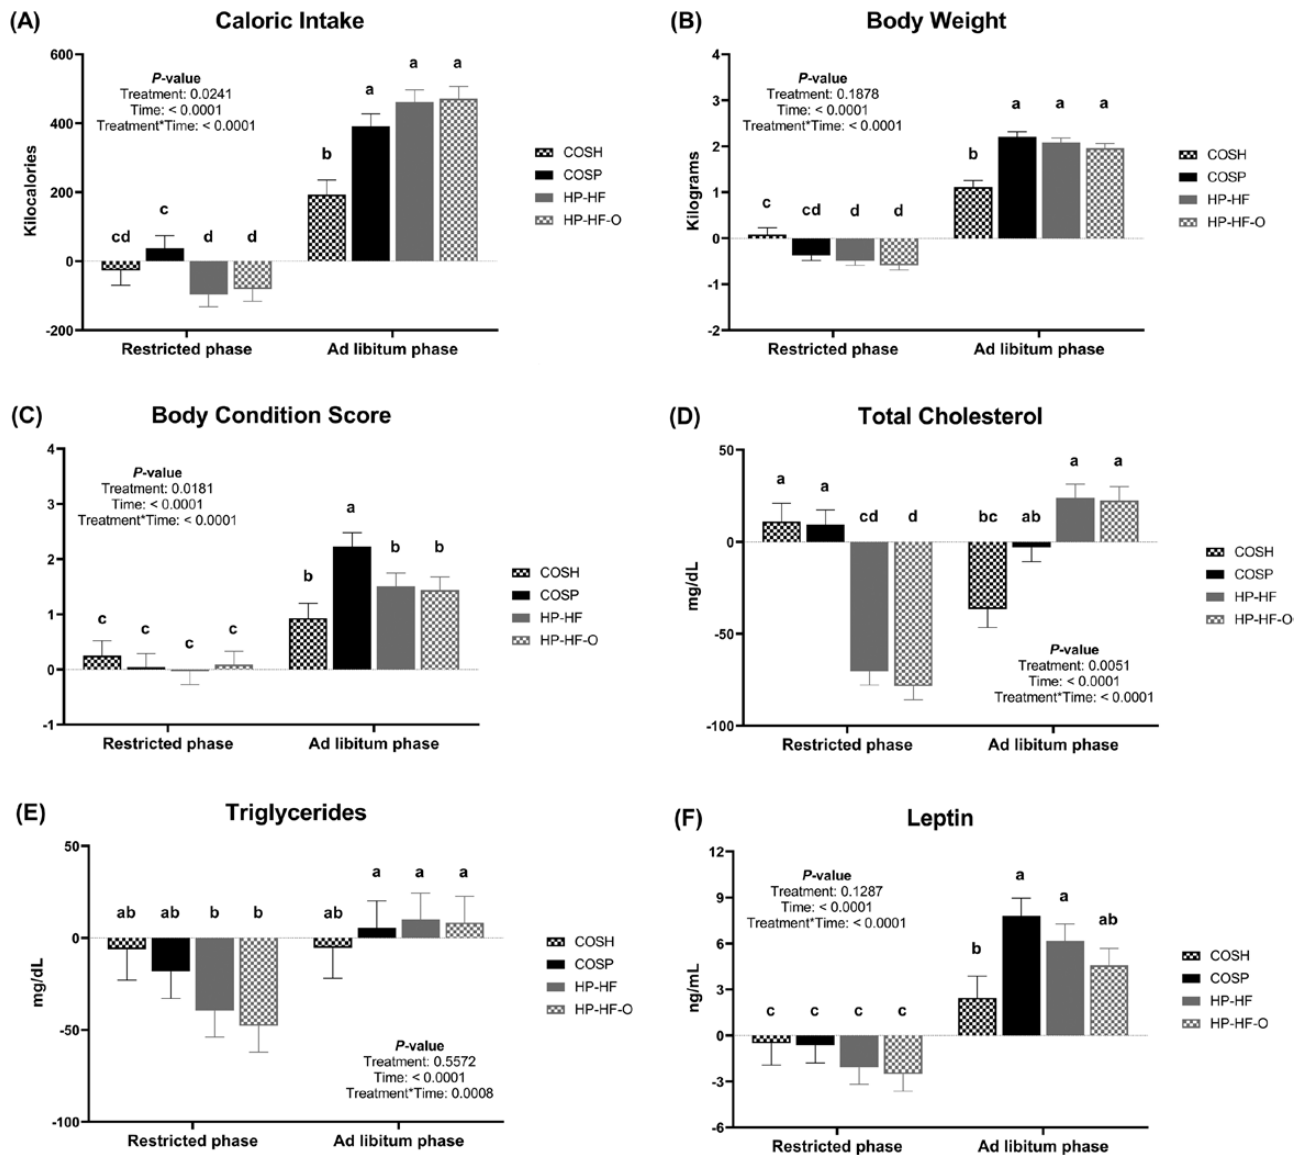 (A) Caloric Intake
600
400
200
0
-200
Kilocalories
P-value
Treatment: 0.0241
Time: < 0.0001
Treatment*Time: < 0.0001
cd c d d b a a a
Restricted phase Ad libitum phase
COSH
COSP
HP-HF
HP-HF-O
(B) Body Weight
4
3
2
1
0
-1
-2
Kilograms
P-value
Treatment: 0.1878
Time: < 0.0001
Treatment*Time: < 0.0001
c cd d d b a a a
Restricted phase Ad libitum phase
COSH
COSP
HP-HF
HP-HF-O
(C) Body Condition Score
4
3
2
1
0
-1
P-value
Treatment: 0.0181
Time: < 0.0001
Treatment*Time: < 0.0001
c c c c b a b b
Restricted phase Ad libitum phase
COSH
COSP
HP-HF
HP-HF-O
(D) Total Cholesterol
50
0
-50
-100
mg/dL
a a cd d bc ab a a
P-value
Treatment: 0.0051
Time: < 0.0001
Treatment*Time: < 0.0001
Restricted phase Ad libitum phase
COSH
COSP
HP-HF
HP-HF-O
(E) Triglycerides
50
0
-50
-100
mg/dL
ab ab b b ab a a a
P-value
Treatment: 0.5572
Time: < 0.0001
Treatment*Time: 0.0008
Restricted phase Ad libitum phase
COSH
COSP
HP-HF
HP-HF-O
(F) Leptin
12
9
6
3
0
-3
-6
ng/mL
P-value
Treatment: 0.1287
Time: < 0.0001
Treatment*Time: < 0.0001
c c c c b a a ab
Restricted phase Ad libitum phase
COSH
COSP
HP-HF
HP-HF-O